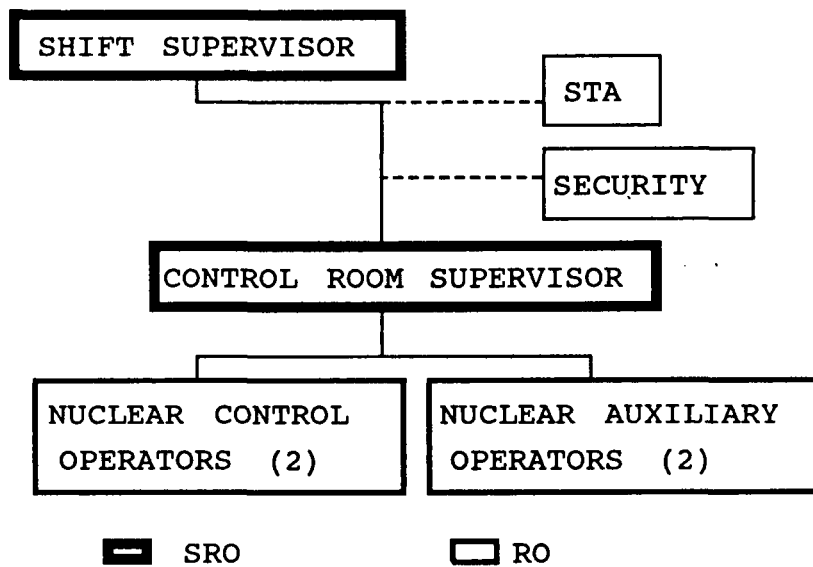 SHIFT SUPERVISOR
STA
SECURITY
CONTROL ROOM SUPERVISOR
NUCLEAR CONTROL
OPERATORS (2)
NUCLEAR AUXILIARY
OPERATORS (2)
SRO
RO